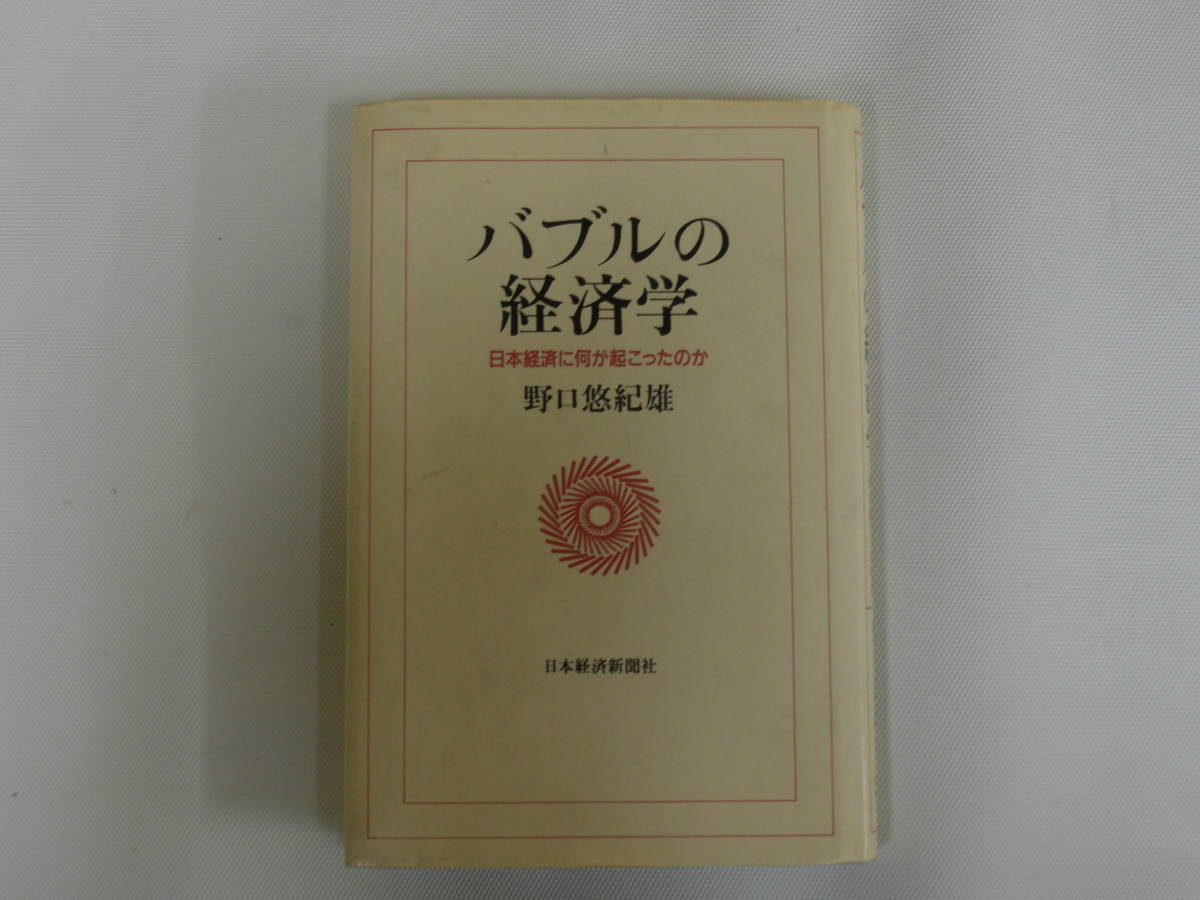 バブルの
経済学
日本経済に何が起こったのか
野口悠紀雄
日本経済新聞社